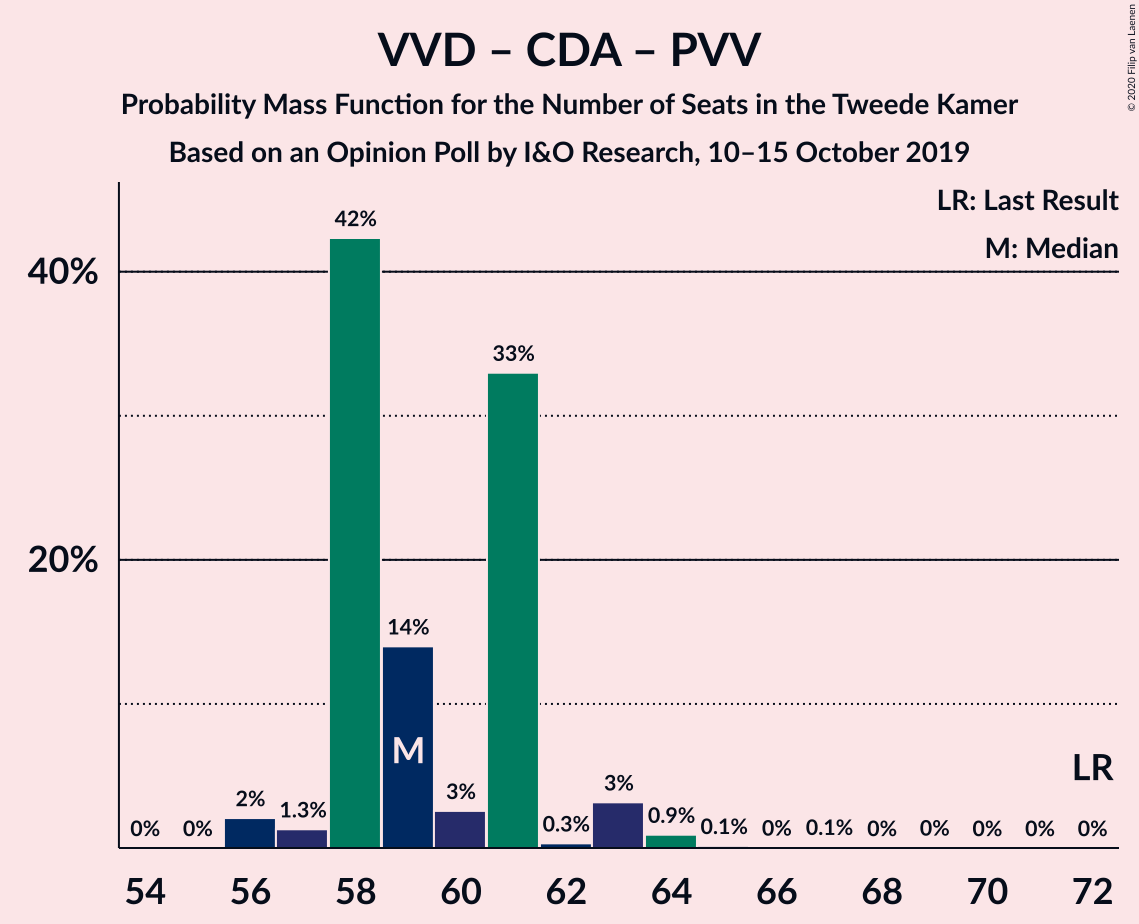 VVD – CDA – PVV
Probability Mass Function for the Number of Seats in the Tweede Kamer
Based on an Opinion Poll by I&O Research, 10–15 October 2019
© 2020 Filip van Laenen
LR: Last Result
M: Median
40%
20%
42%
33%
14%
M
LR
0% 0% 2% 1.3% 3% 0.3% 3% 0.9% 0.1% 0% 0.1% 0% 0% 0% 0% 0%
54 56 58 60 62 64 66 68 70 72